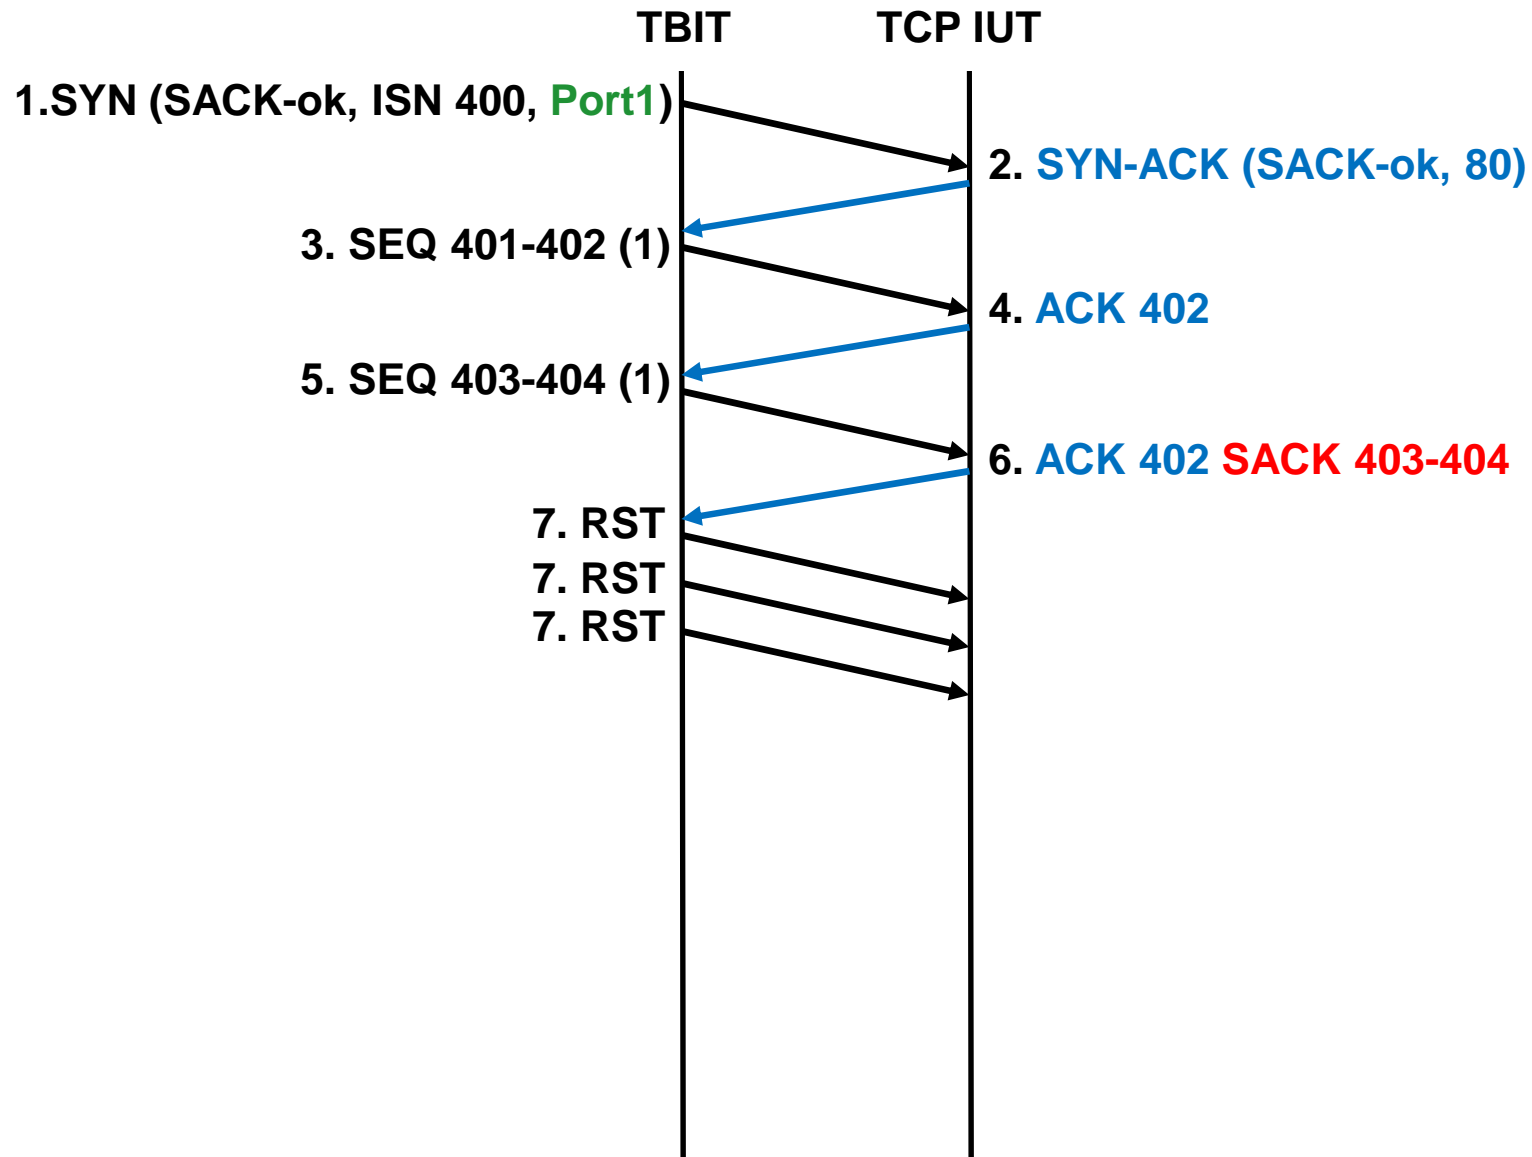 TBIT TCP IUT
1.SYN (SACK-ok, ISN 400, Port1)
2. SYN-ACK (SACK-ok, 80)
3. SEQ 401-402 (1)
4. ACK 402
5. SEQ 403-404 (1)
6. ACK 402 SACK 403-404
7. RST
7. RST
7. RST